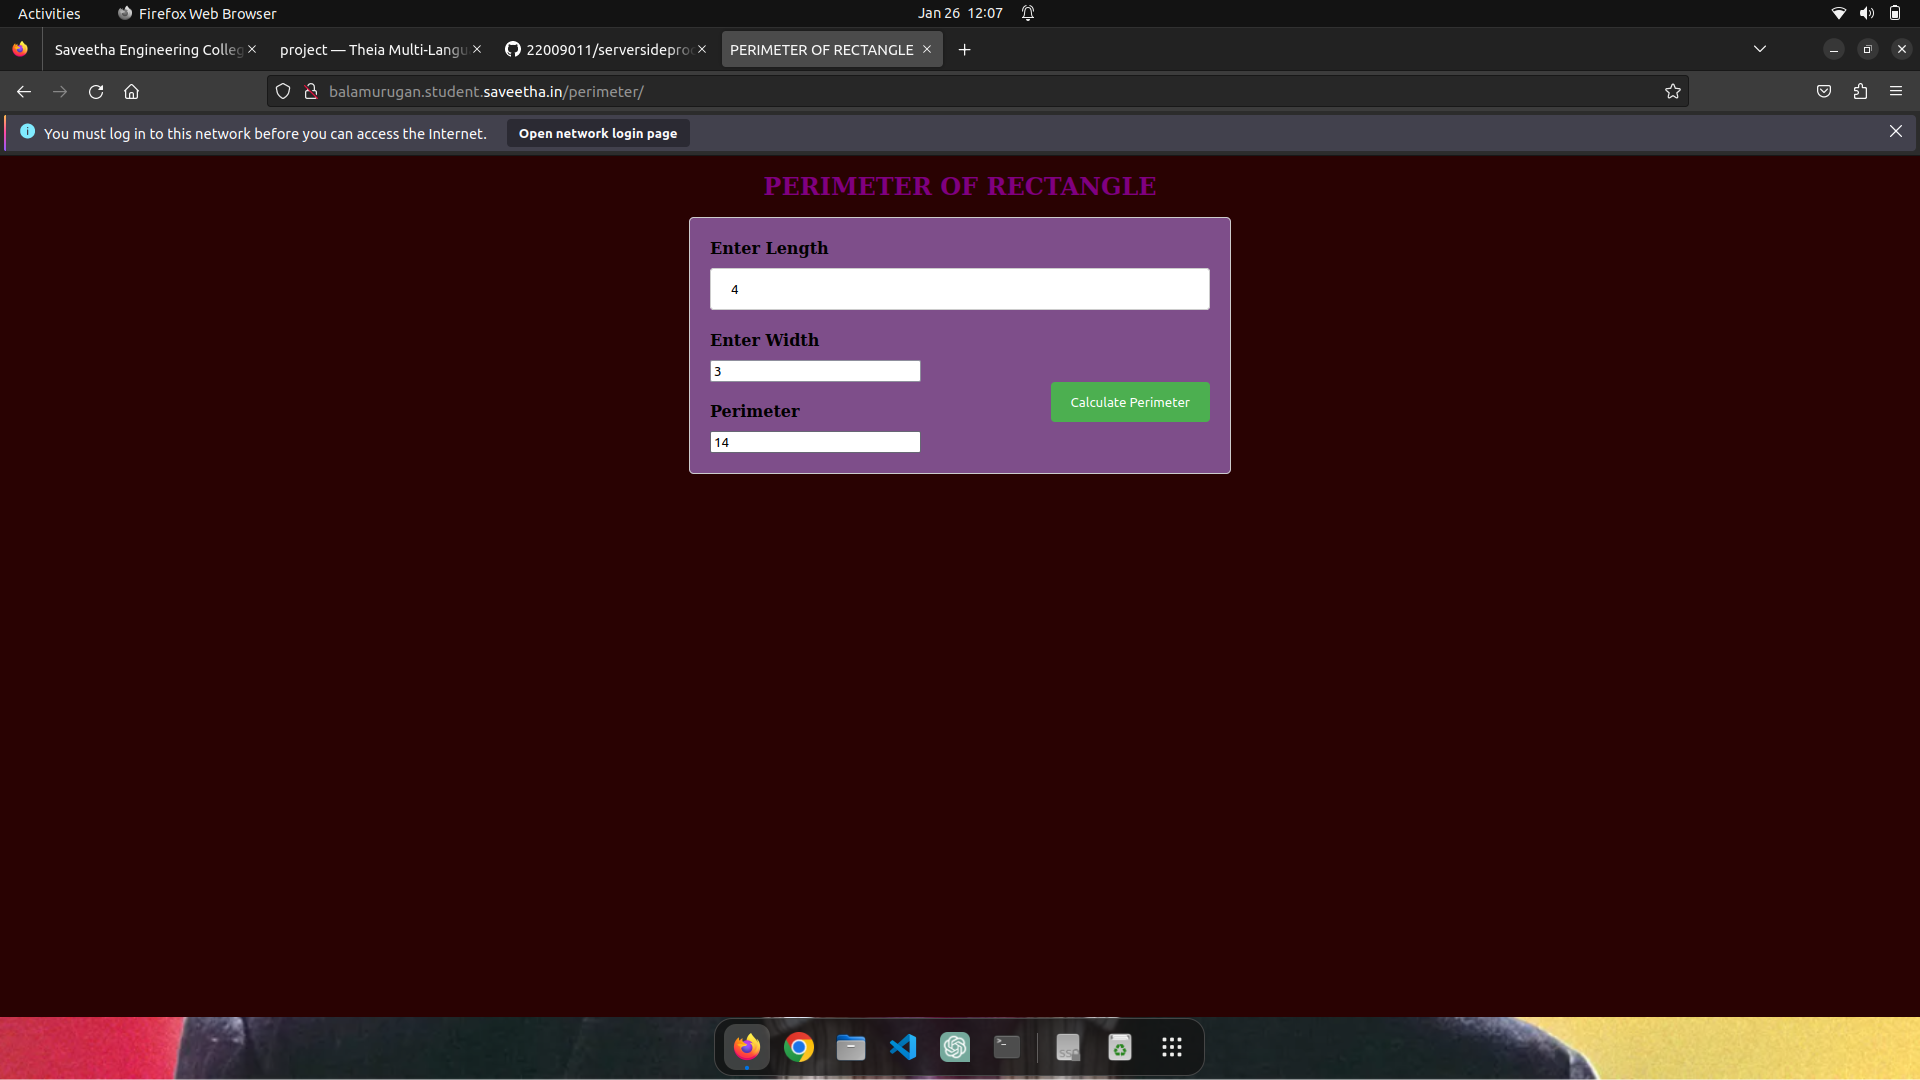 Activities
Firefox Web Browser
Jan 26 12:07
Saveetha Engineering Colleg
project — Theia Multi-Langu
22009011/serversideproc
PERIMETER OF RECTANGLE
balamurugan.student.saveetha.in/perimeter/
You must log in to this network before you can access the Internet.
Open network login page
PERIMETER OF RECTANGLE
Enter Length
4
Enter Width
3
Calculate Perimeter
Perimeter
14
SSD